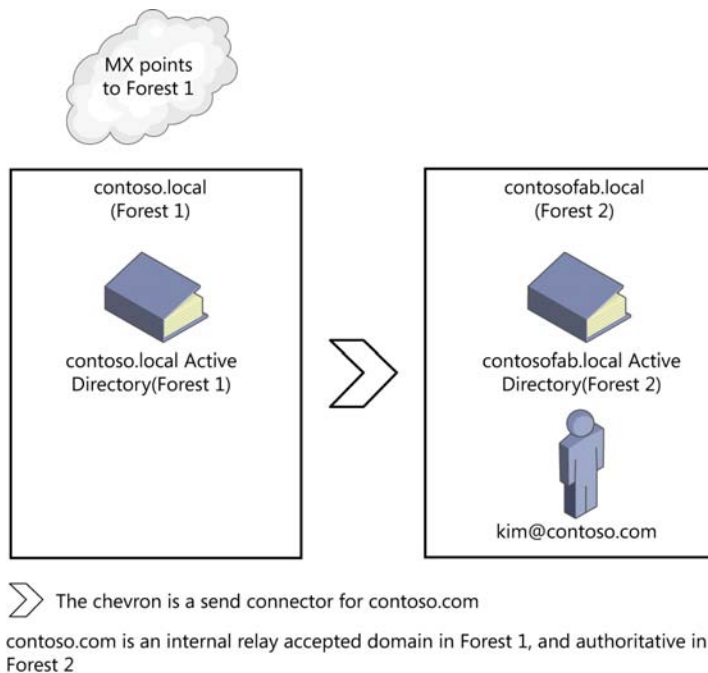 MX points
to Forest 1
contoso.local
(Forest 1)
contoso.local Active
Directory(Forest 1)
contosofab.local
(Forest 2)
contosofab.local Active
Directory(Forest 2)
kim@contoso.com
The chevron is a send connector for contoso.com
contoso.com is an internal relay accepted domain in Forest 1, and authoritative in
Forest 2